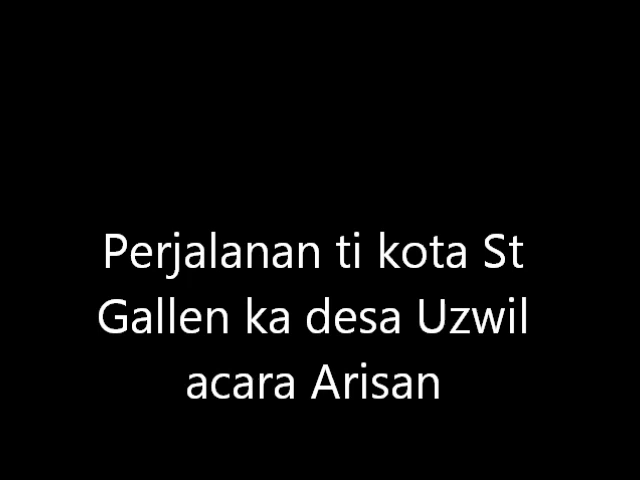 Perjalanan ti kota St
Gallen ka desa Uzwil
acara Arisan